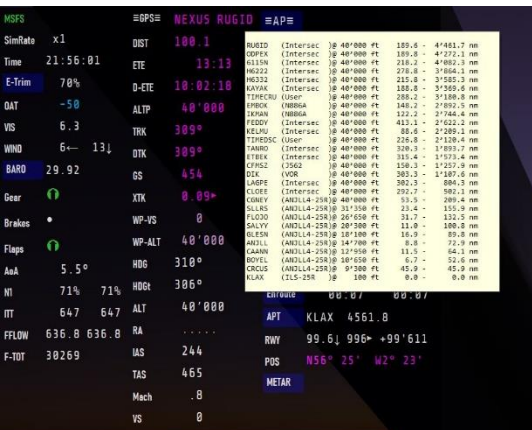 MSFS
SimRate x1
Time 21:56:01
E-Trim 70%
OAT -50
VIS 6.3
WIND 6← 13↓
BARO 29.92
Gear
Brakes
Flaps
AoA 5.5°
N1 71% 71%
ITT 647 647
FFLOW 636.8 636.8
F-TOT 30269
≡GPS≡ NEXUS RUGID
DIST 100.1
ETE 13:13
D-ETE 10:02:18
ALTP 40'000
TRK 309°
DTK 309°
GS 454
XTK 0.09►
WP-VS 0
WP-ALT 40'000
HDG 310°
HDGt 306°
ALT 40'000
RA .....
IAS 244
TAS 465
Mach .8
VS 0
≡AP≡
RUGID (Intersec )@ 40°000 ft 189.6 - 4°461.7 nm
ODPEX (Intersec )@ 40°000 ft 189.8 - 4°272.1 nm
6115N (Intersec )@ 40°000 ft 218.2 - 4°082.3 nm
H6222 (Intersec )@ 40°000 ft 278.8 - 3°864.1 nm
H6332 (Intersec )@ 40°000 ft 215.8 - 3°585.3 nm
KAYAK (Intersec )@ 40°000 ft 188.8 - 3°369.6 nm
TIMECRU (User )@ 40°000 ft 288.2 - 3°180.8 nm
EMBOK (N886A )@ 40°000 ft 148.2 - 2°892.5 nm
IKMAN (N886A )@ 40°000 ft 122.2 - 2°744.4 nm
FEDDY (Intersec )@ 40°000 ft 413.1 - 2°622.2 nm
KELMU (Intersec )@ 40°000 ft 88.6 - 2°209.1 nm
TIMEDSC (User )@ 40°000 ft 226.8 - 2°120.4 nm
TANRO (Intersec )@ 40°000 ft 320.3 - 1°893.7 nm
ETBEK (Intersec )@ 40°000 ft 315.4 - 1°573.4 nm
CFMSZ (J562 )@ 40°000 ft 150.3 - 1°257.9 nm
DIK (VOR )@ 40°000 ft 303.3 - 1°107.6 nm
LAGPE (Intersec )@ 40°000 ft 302.3 - 804.3 nm
CLOEE (Intersec )@ 40°000 ft 292.7 - 502.1 nm
CGNEY (ANJLL4-25R)@ 40°000 ft 53.5 - 209.4 nm
SLLRS (ANJLL4-25R)@ 31°350 ft 23.4 - 155.9 nm
FLOJO (ANJLL4-25R)@ 26°650 ft 31.7 - 132.5 nm
SALYY (ANJLL4-25R)@ 20°300 ft 11.0 - 100.8 nm
GLESN (ANJLL4-25R)@ 18°100 ft 16.9 - 89.8 nm
ANJLL (ANJLL4-25R)@ 14°700 ft 8.8 - 72.9 nm
CAANN (ANJLL4-25R)@ 12°950 ft 11.5 - 64.1 nm
BOYEL (ANJLL4-25R)@ 10°650 ft 6.7 - 52.6 nm
CRCUS (ANJLL4-25R)@ 9°300 ft 45.9 - 45.9 nm
KLAX (ILS-25R )@ 100 ft 0.0 - 0.0 nm
Enroute 00:07 00:07
APT KLAX 4561.8
RWY 99.6↓ 996► +99'611
POS N56° 25' W2° 23'
METAR